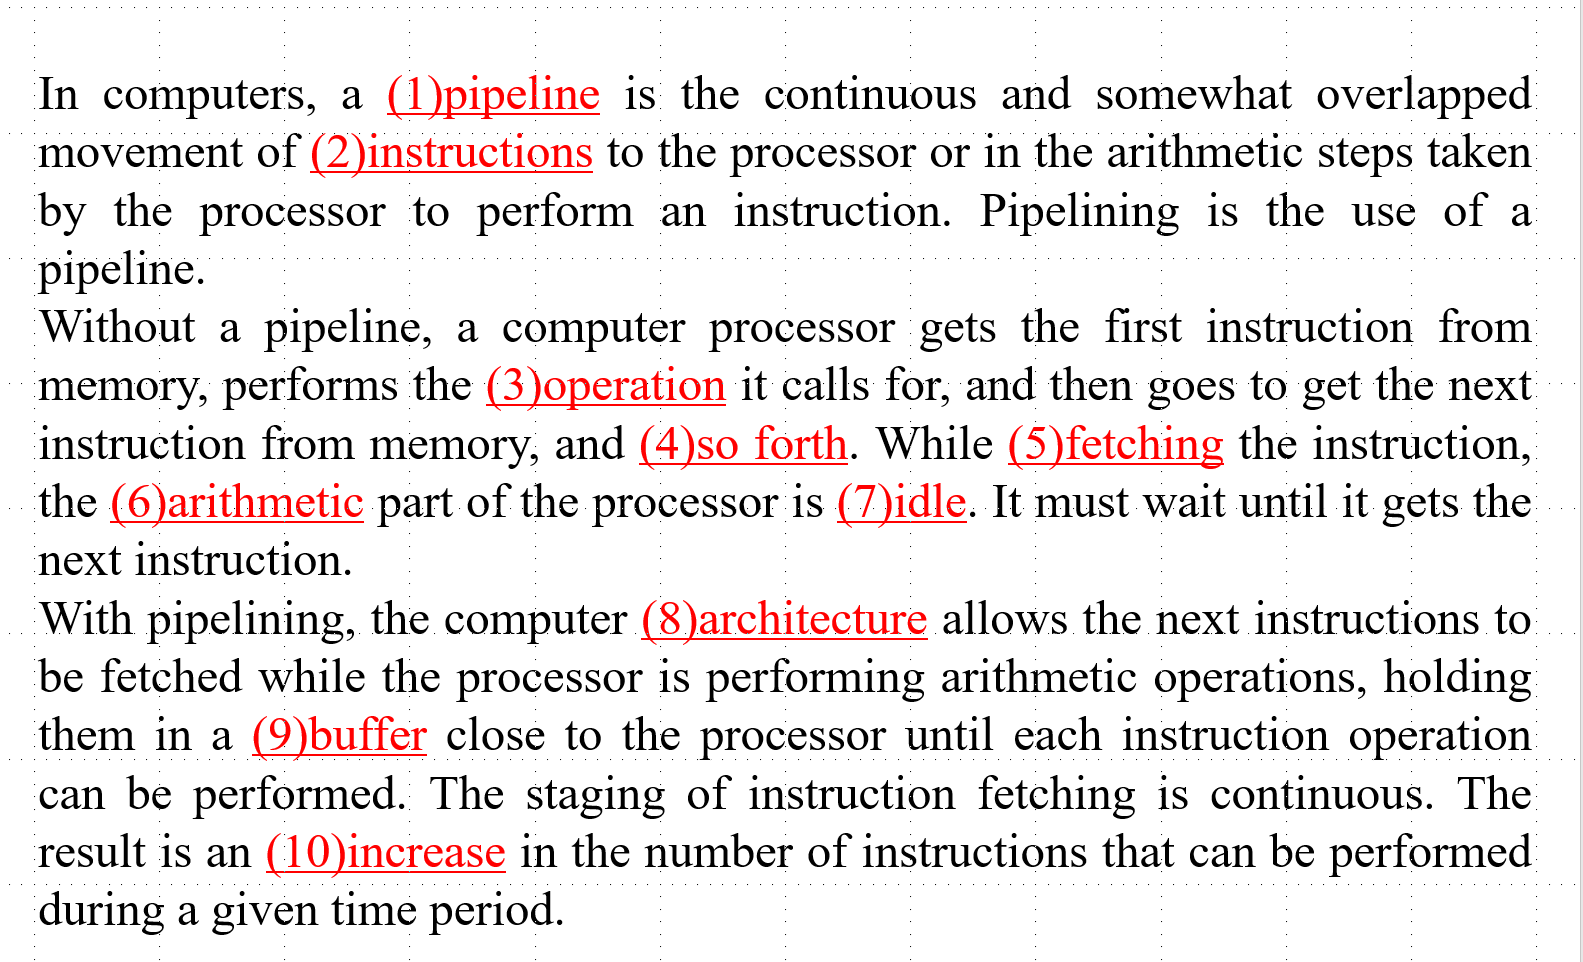 In computers, a (1)pipeline is the continuous and somewhat overlapped
movement of (2)instructions to the processor or in the arithmetic steps taken
by the processor to perform an instruction. Pipelining is the use of a
pipeline.
Without a pipeline, a computer processor gets the first instruction from
memory, performs the (3)operation it calls for, and then goes to get the next
instruction from memory, and (4)so forth. While (5)fetching the instruction,
the (6)arithmetic part of the processor is (7)idle. It must wait until it gets the
next instruction.
With pipelining, the computer (8)architecture allows the next instructions to
be fetched while the processor is performing arithmetic operations, holding
them in a (9)buffer close to the processor until each instruction operation
can be performed. The staging of instruction fetching is continuous. The
result is an (10)increase in the number of instructions that can be performed
during a given time period.